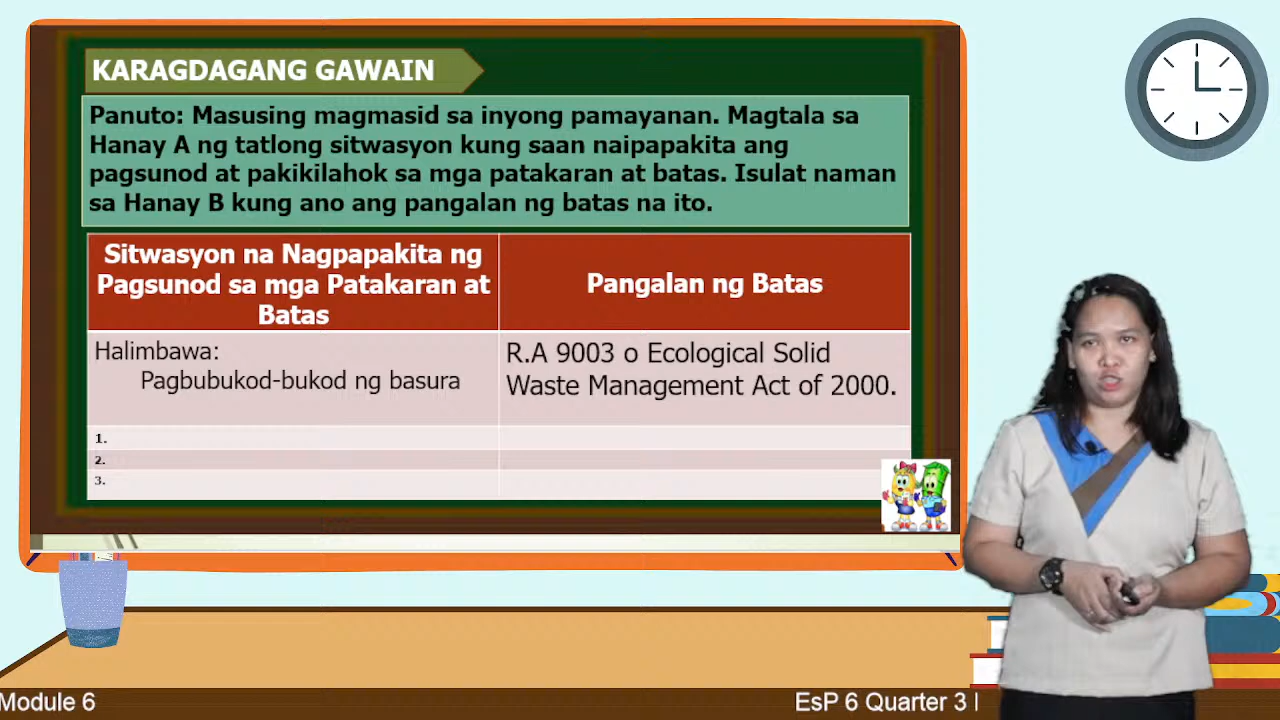 KARAGDAGANG GAWAIN
Panuto: Masusing magmasid sa inyong pamayanan. Magtala sa
Hanay A ng tatlong sitwasyon kung saan naipapakita ang
pagsunod at pakikilahok sa mga patakaran at batas. Isulat naman
sa Hanay B kung ano ang pangalan ng batas na ito.
Sitwasyon na Nagpapakita ng
Pagsunod sa mga Patakaran at
Batas
Pangalan ng Batas
Halimbawa:
Pagbubukod-bukod ng basura
R.A 9003 o Ecological Solid
Waste Management Act of 2000.
1.
2.
3.
Module 6
EsP 6 Quarter 3 |